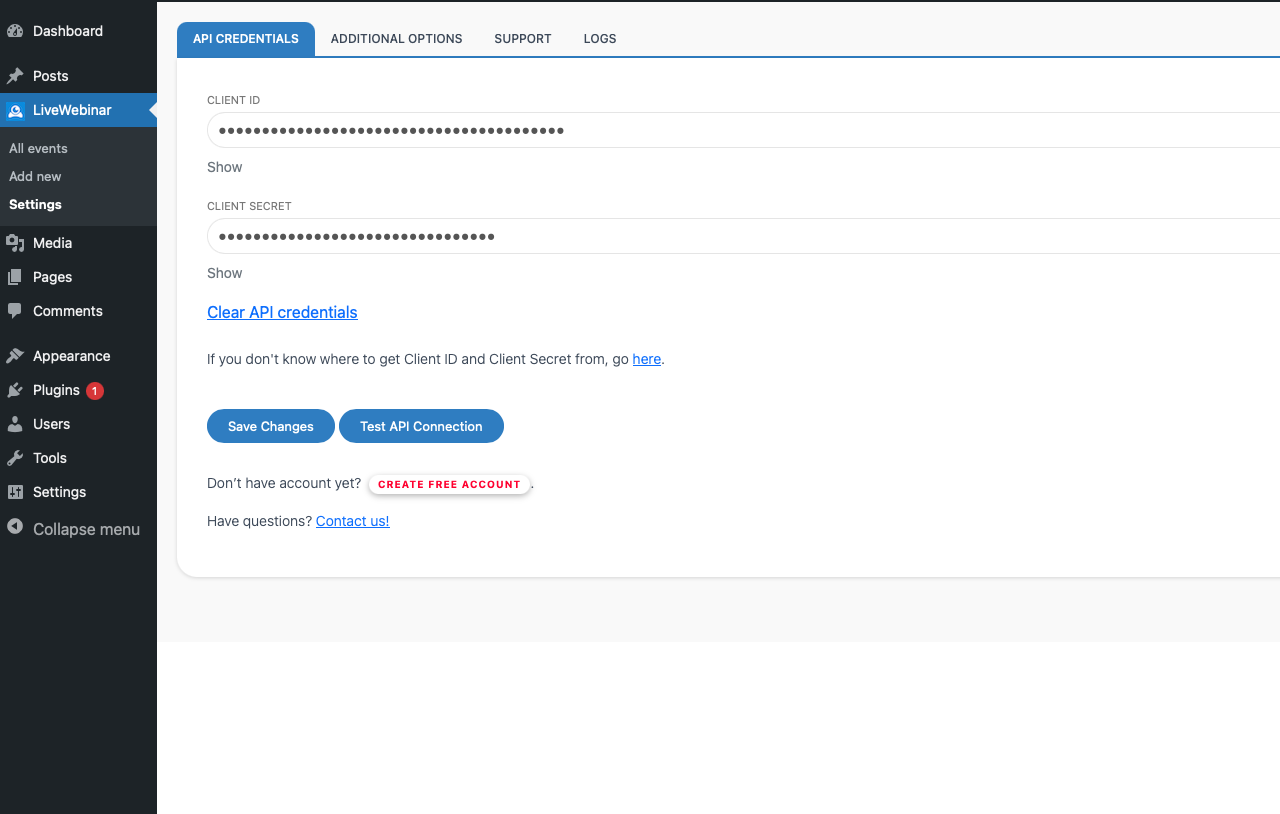 Dashboard
Posts
LiveWebinar
All events
Add new
Settings
Media
Pages
Comments
Appearance
Plugins 1
Users
Tools
Settings
Collapse menu
API CREDENTIALS ADDITIONAL OPTIONS SUPPORT LOGS
CLIENT ID
Show
CLIENT SECRET
Show
Clear API credentials
If you don't know where to get Client ID and Client Secret from, go here.
Save Changes Test API Connection
Don’t have account yet? CREATE FREE ACCOUNT.
Have questions? Contact us!